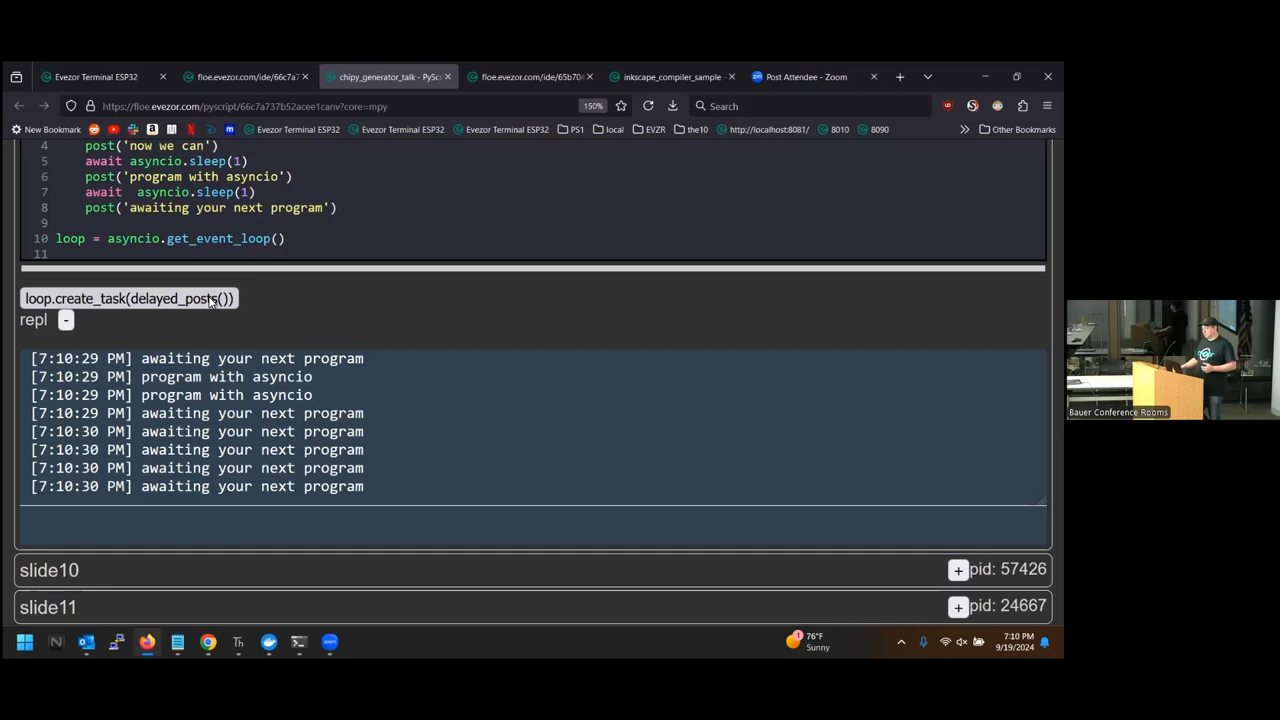 Evezor Terminal ESP32
floe.evezor.com/ide/66c7a7
chipy_generator_talk - PySc
floe.evezor.com/ide/65b704
inkscape_compiler_sample -
Post Attendee - Zoom
https://floe.evezor.com/pyscript/66c7a737b52acee1canv?core=mpy
150%
Search
New Bookmark
Evezor Terminal ESP32
Evezor Terminal ESP32
Evezor Terminal ESP32
PS1
local
EVZR
the10
http://localhost:8081/
8010
8090
Other Bookmarks
4 post('now we can')
5 await asyncio.sleep(1)
6 post('program with asyncio')
7 await  asyncio.sleep(1)
8 post('awaiting your next program')
9
10 loop = asyncio.get_event_loop()
11
loop.create_task(delayed_posts())
repl -
[7:10:29 PM] awaiting your next program
[7:10:29 PM] program with asyncio
[7:10:29 PM] program with asyncio
[7:10:29 PM] awaiting your next program
[7:10:30 PM] awaiting your next program
[7:10:30 PM] awaiting your next program
[7:10:30 PM] awaiting your next program
[7:10:30 PM] awaiting your next program
slide10 + pid: 57426
slide11 + pid: 24667
76°F
Sunny
7:10 PM
9/19/2024
Bauer Conference Rooms